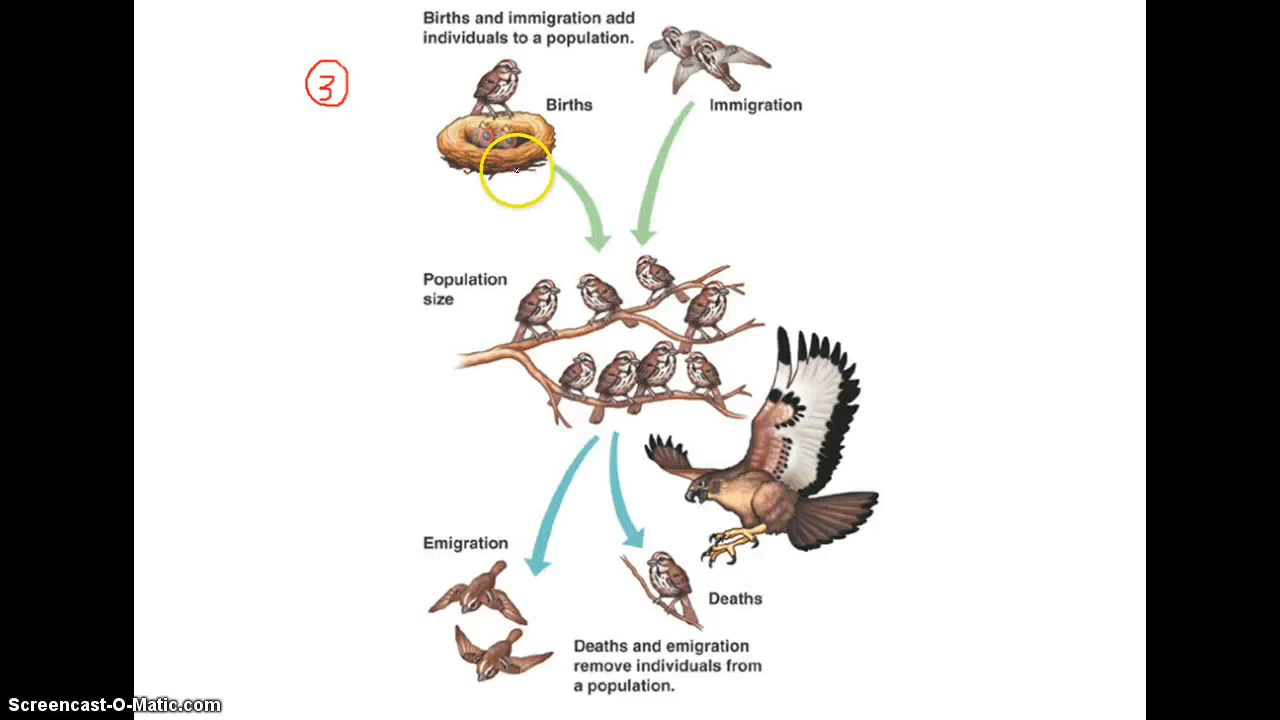 Births and immigration add
individuals to a population.
3
Births
Immigration
Population
size
Emigration
Deaths
Deaths and emigration
remove individuals from
a population.
Screencast-O-Matic.com